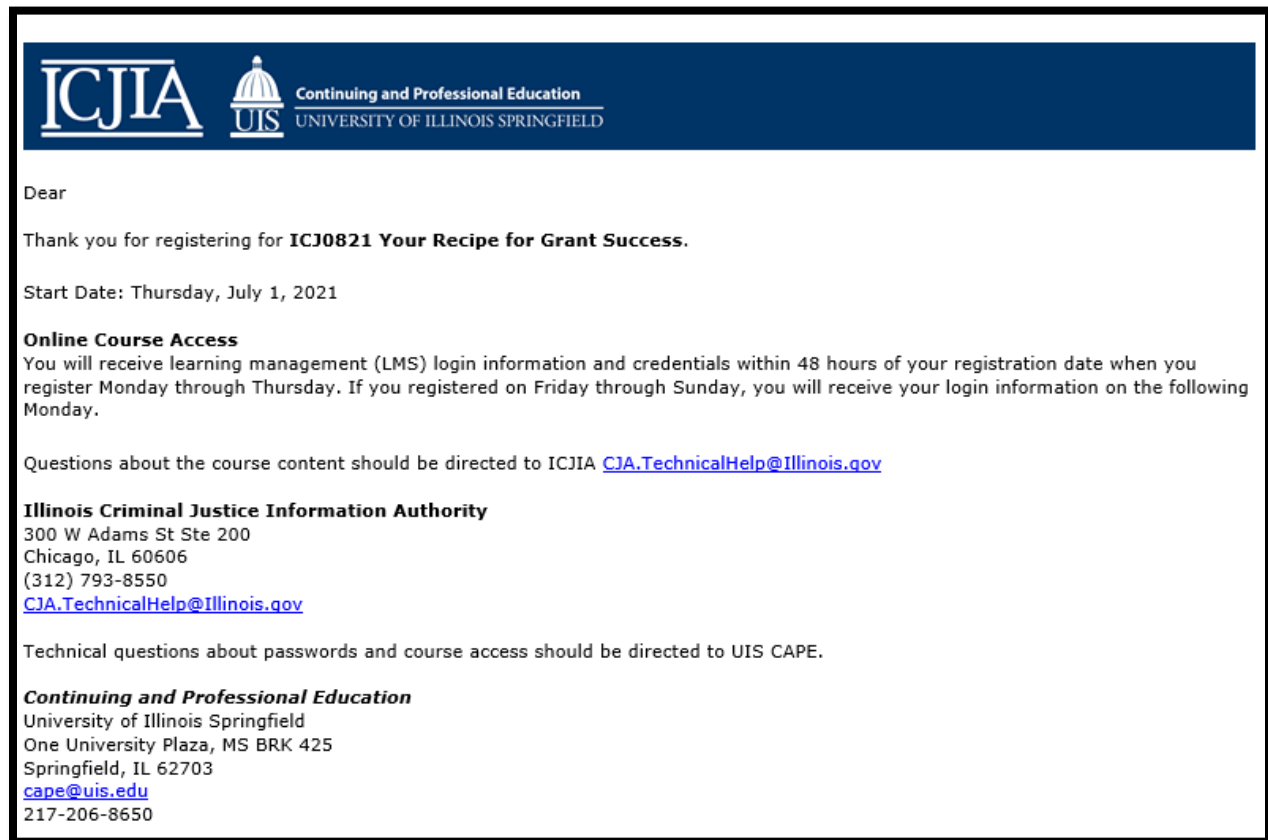 ICJIA
UIS
Continuing and Professional Education
UNIVERSITY OF ILLINOIS SPRINGFIELD
Dear
Thank you for registering for ICJ0821 Your Recipe for Grant Success.
Start Date: Thursday, July 1, 2021
Online Course Access
You will receive learning management (LMS) login information and credentials within 48 hours of your registration date when you
register Monday through Thursday. If you registered on Friday through Sunday, you will receive your login information on the following
Monday.
Questions about the course content should be directed to ICJIA CJA.TechnicalHelp@Illinois.gov
Illinois Criminal Justice Information Authority
300 W Adams St Ste 200
Chicago, IL 60606
(312) 793-8550
CJA.TechnicalHelp@Illinois.gov
Technical questions about passwords and course access should be directed to UIS CAPE.
Continuing and Professional Education
University of Illinois Springfield
One University Plaza, MS BRK 425
Springfield, IL 62703
cape@uis.edu
217-206-8650